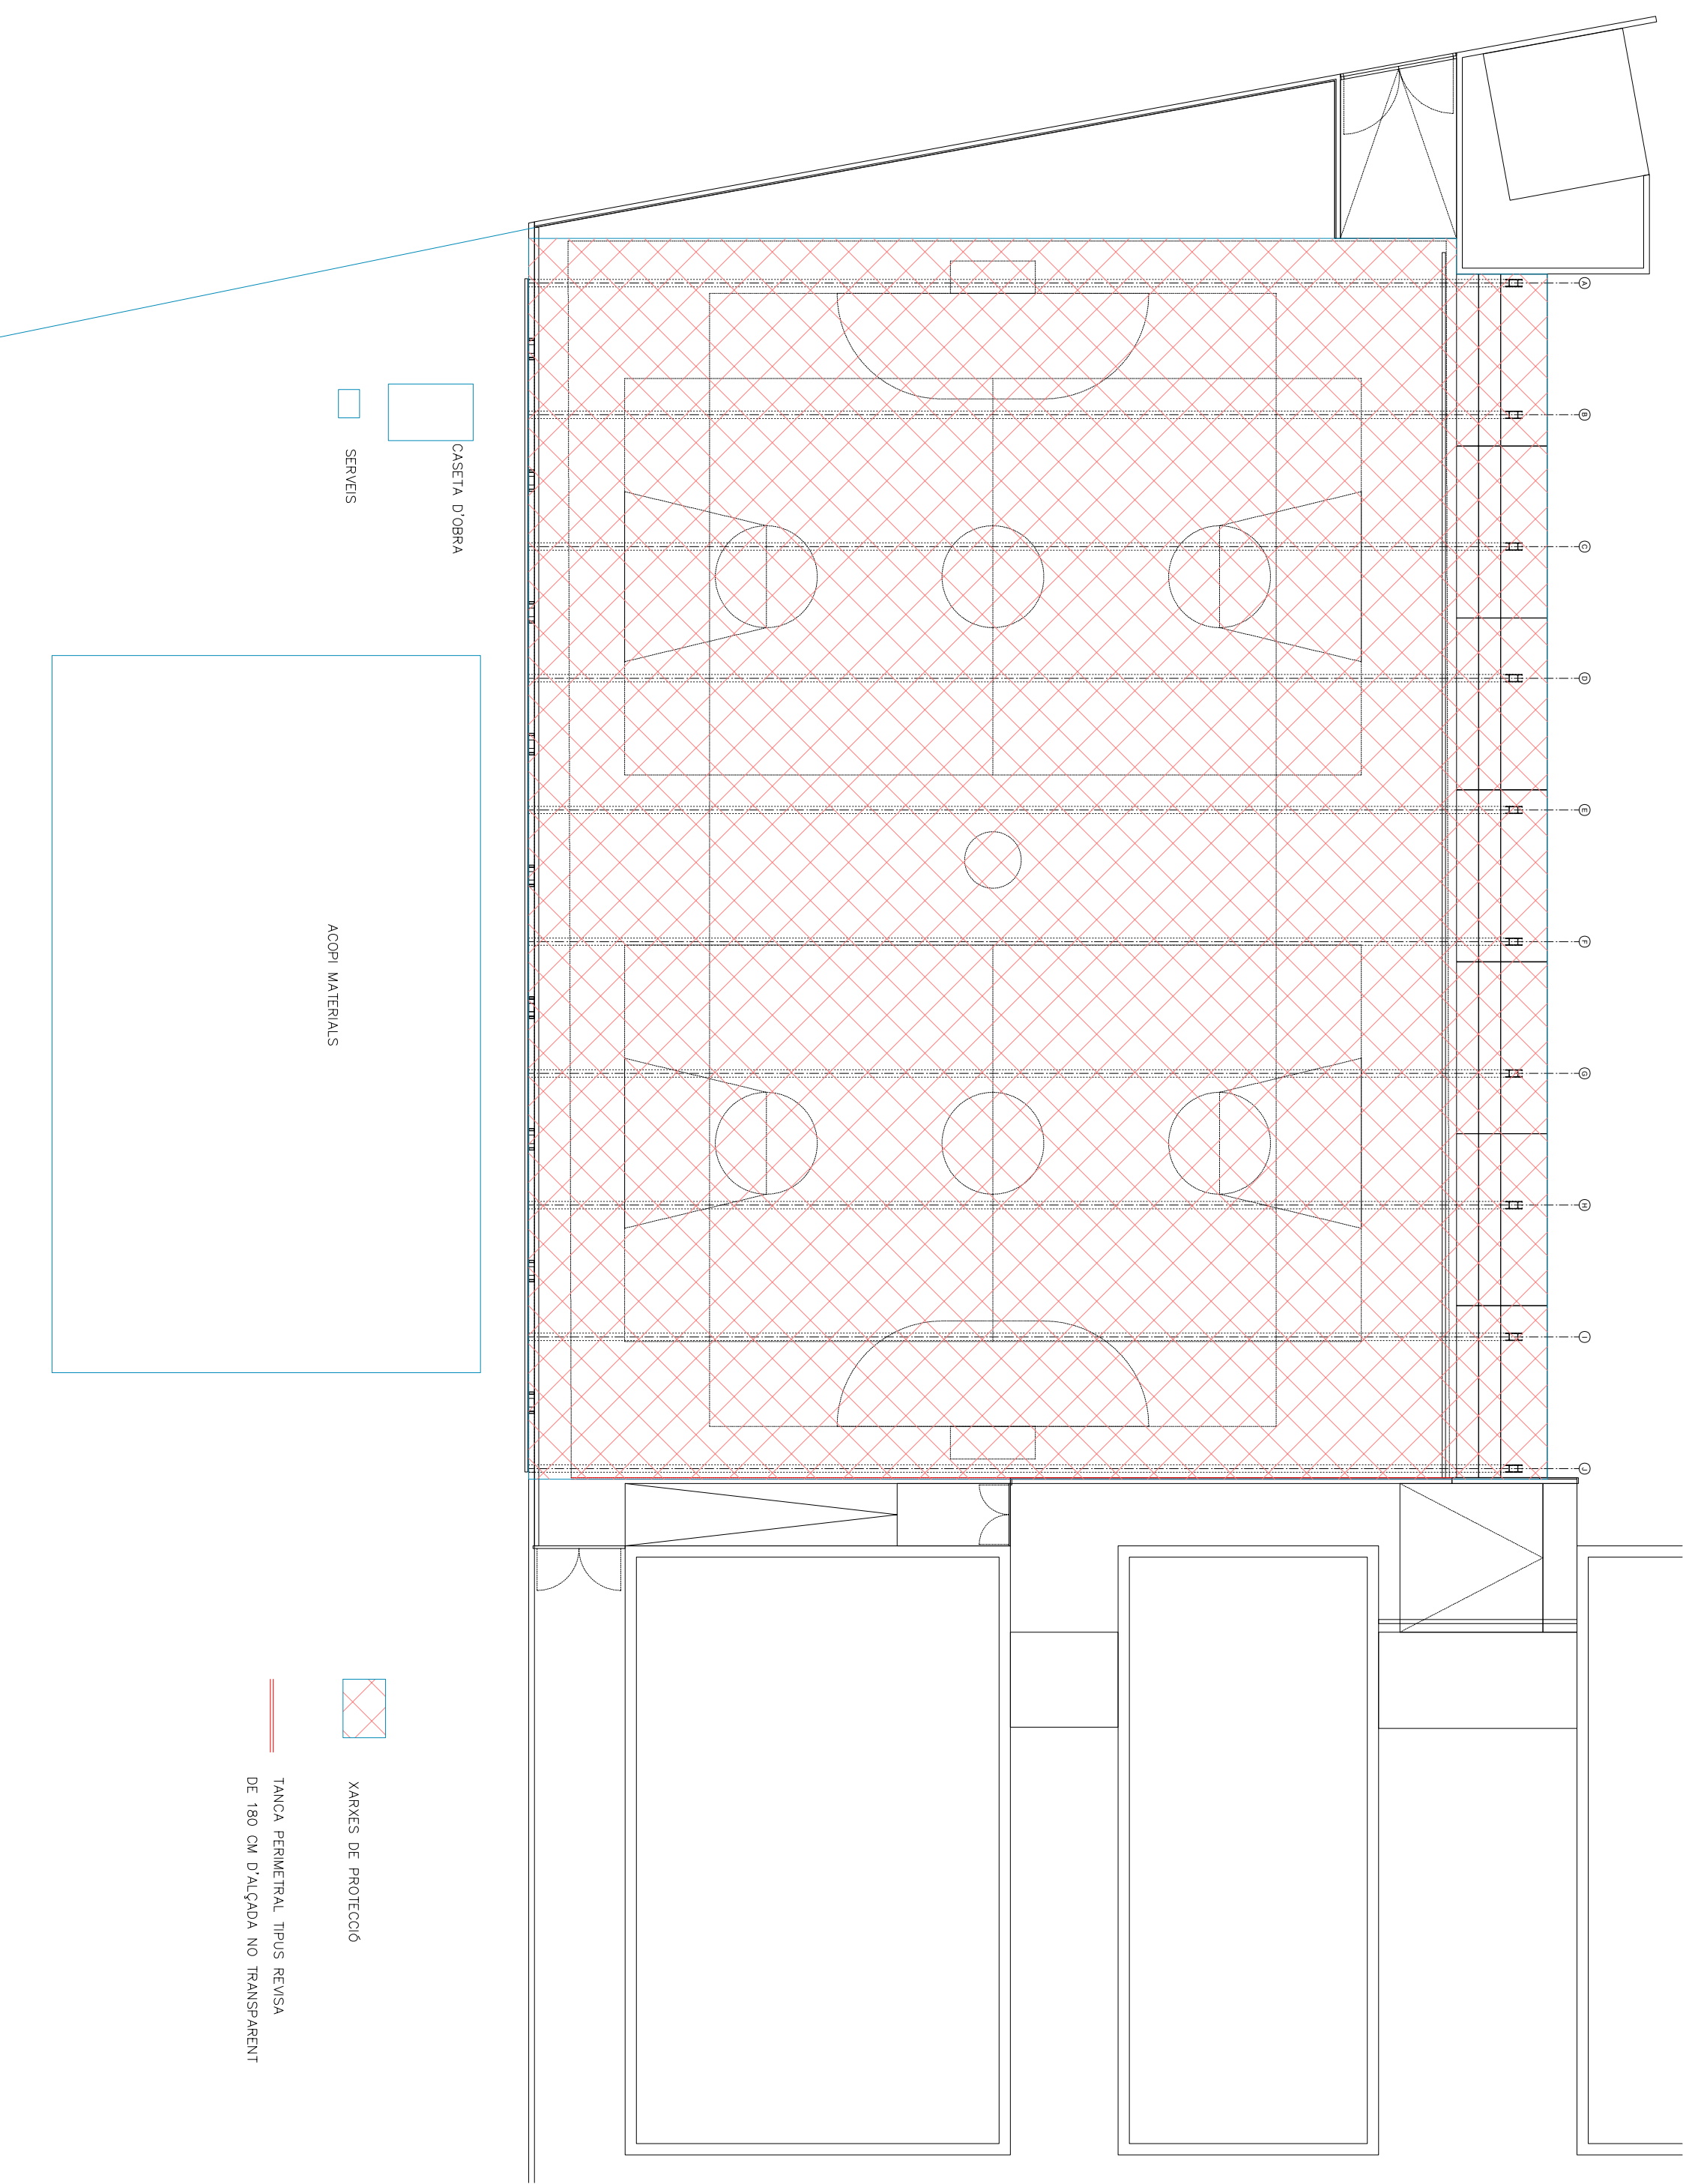 A
B
C
D
E
F
G
H
I
J
CASETA D'OBRA
SERVEIS
ACOPI MATERIALS
XARXES DE PROTECCIÓ
TANCA PERIMETRAL TIPUS REVISA
DE 180 CM D'ALÇADA NO TRANSPARENT